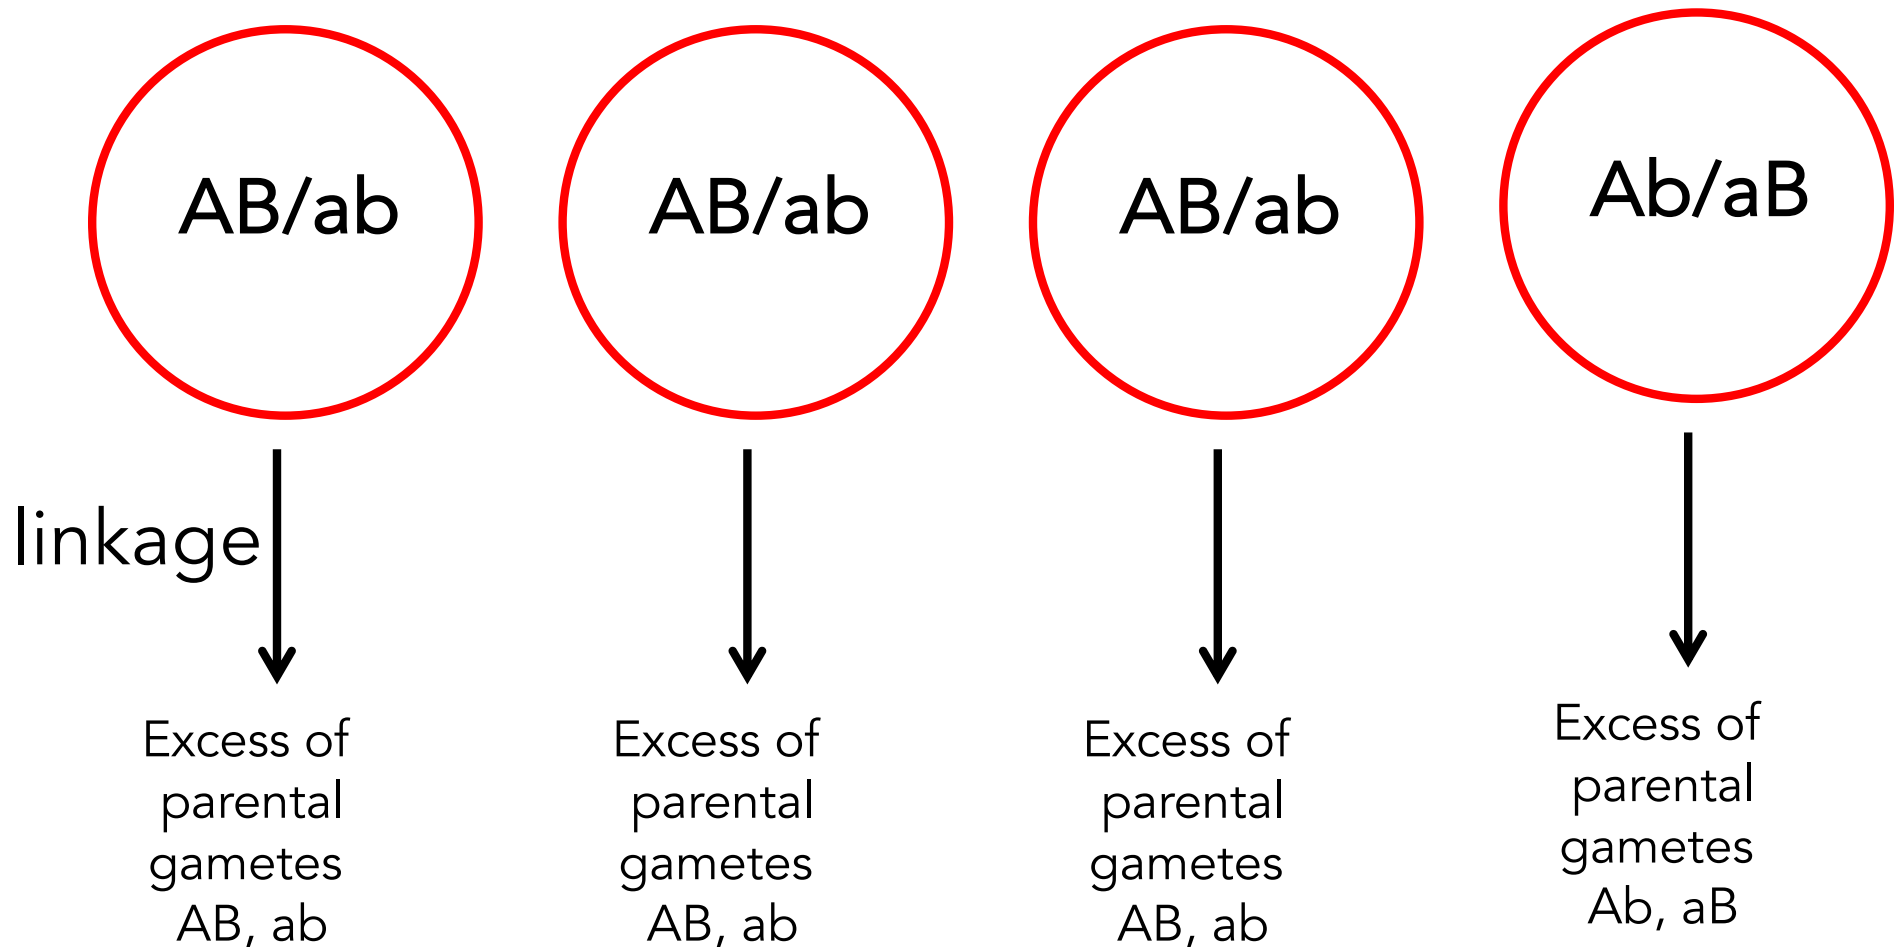 AB/ab
AB/ab
AB/ab
Ab/aB
linkage
Excess of
parental
gametes
AB, ab
Excess of
parental
gametes
AB, ab
Excess of
parental
gametes
AB, ab
Excess of
parental
gametes
Ab, aB